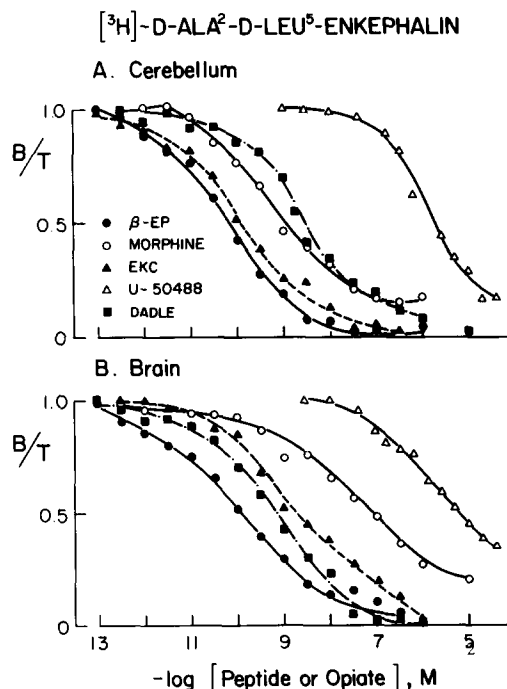 [³H]-D-ALA²-D-LEU⁵-ENKEPHALIN
A. Cerebellum
1.0
B/T
0.5
0
β-EP
MORPHINE
EKC
U-50488
DADLE
B. Brain
1.0
B/T
0.5
0
13 11 9 7 5
2
-log [Peptide or Opiate], M